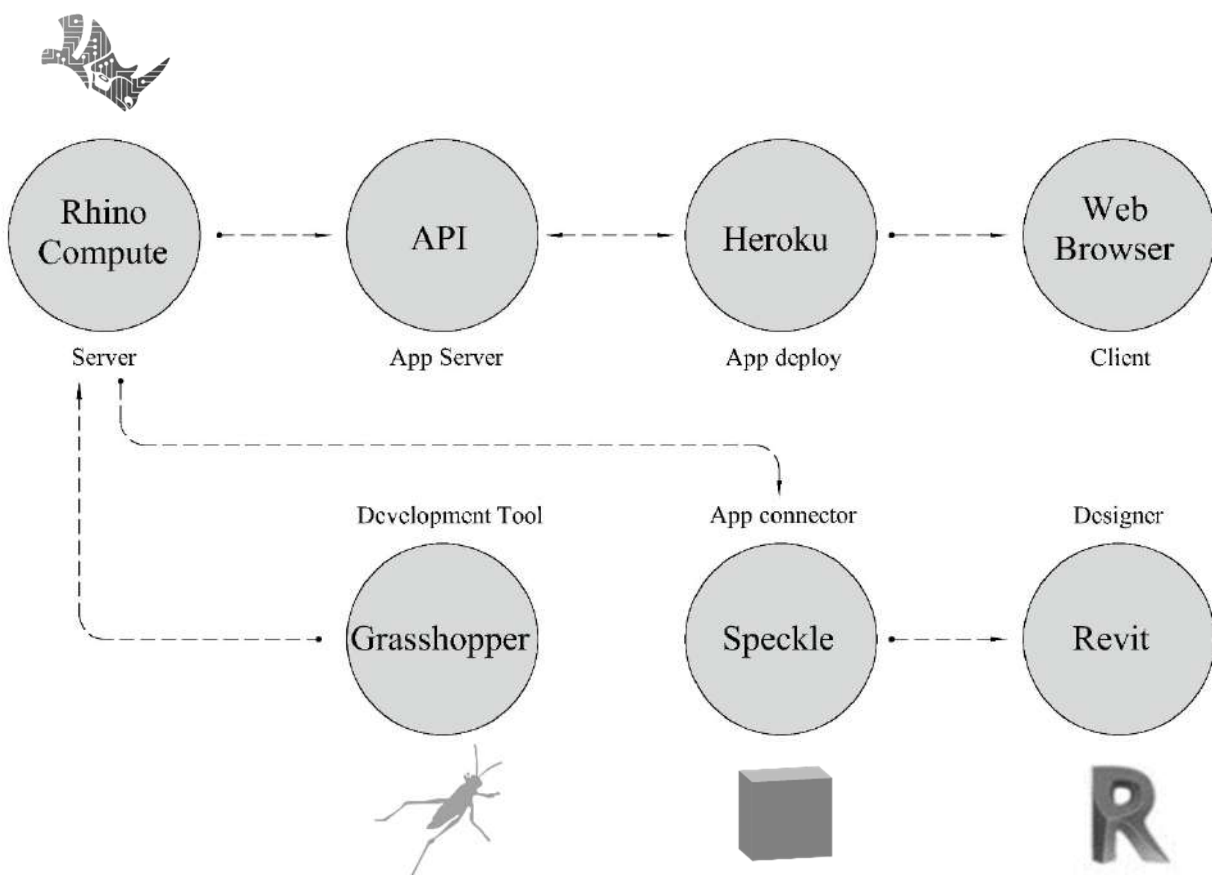 Rhino
Compute
API
Heroku
Web
Browser
Server
App Server
App deploy
Client
Development Tool
App connector
Designer
Grasshopper
Speckle
Revit
R